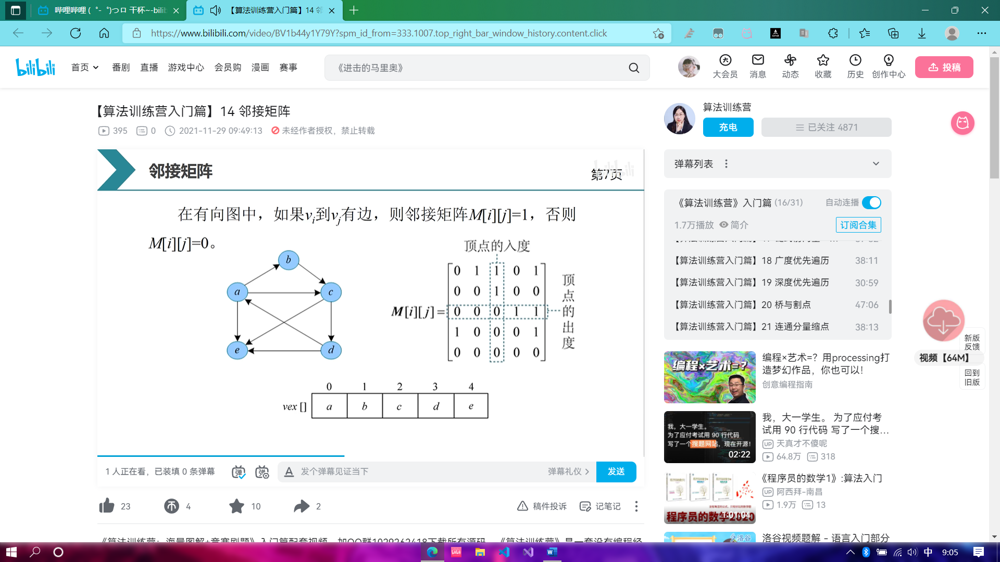 哔哩哔哩 (゜-゜)つロ 干杯~-bili
【算法训练营入门篇】14 邻
https://www.bilibili.com/video/BV1b44y1Y79Y?spm_id_from=333.1007.top_right_bar_window_history.content.click
bilibili
首页 番剧 直播 游戏中心 会员购 漫画 赛事
《进击的马里奥》
大会员 消息 动态 收藏 历史 创作中心 投稿
【算法训练营入门篇】14 邻接矩阵
395 0 2021-11-29 09:49:13 未经作者授权，禁止转载
邻接矩阵
bilibili
第7页
在有向图中，如果vi到vj有边，则邻接矩阵M[i][j]=1，否则
M[i][j]=0。
b
a
c
e
d
顶点的入度
M[i][j]=
0 1 1 0 1
0 0 1 0 0
0 0 0 1 1
1 0 0 0 1
0 0 0 0 0
顶点的出度
0 1 2 3 4
vex [] a b c d e
1 人正在看，已装填 0 条弹幕
弹 弹
A 发个弹幕见证当下
弹幕礼仪 >
发送
23 4 10 2
稿件投诉 记笔记
《算法训练营：海量图解+竞赛刷题》入门篇配套视频，加QQ群1029262418下载所有源码。《算法训练营》是一套没有编程经
算法训练营
充电
已关注 4871
弹幕列表
《算法训练营》入门篇 (16/31)
自动连播
1.7万播放 简介
订阅合集
【算法训练营入门篇】18 广度优先遍历 38:11
【算法训练营入门篇】19 深度优先遍历 30:59
【算法训练营入门篇】20 桥与割点 47:06
【算法训练营入门篇】21 连通分量缩点 38:13
编程×艺术=?
编程×艺术=？用processing打
造梦幻作品，你也可以！
创意编程指南
我，大一学生。
为了应付考试用 90 行代码
写了一个搜题网站，现在开源！
02:22
我，大一学生。 为了应付考
试用 90 行代码 写了一个搜…
UP 天真才不傻呢
64.8万 318
程序员的数学2020
1:01:04
《程序员的数学1》:算法入门
UP 阿西拜-南昌
1.9万 13
洛谷
洛谷视频题解 - 语言入门部分
新版
反馈
视频【64M】
回到
旧版
中
9:05